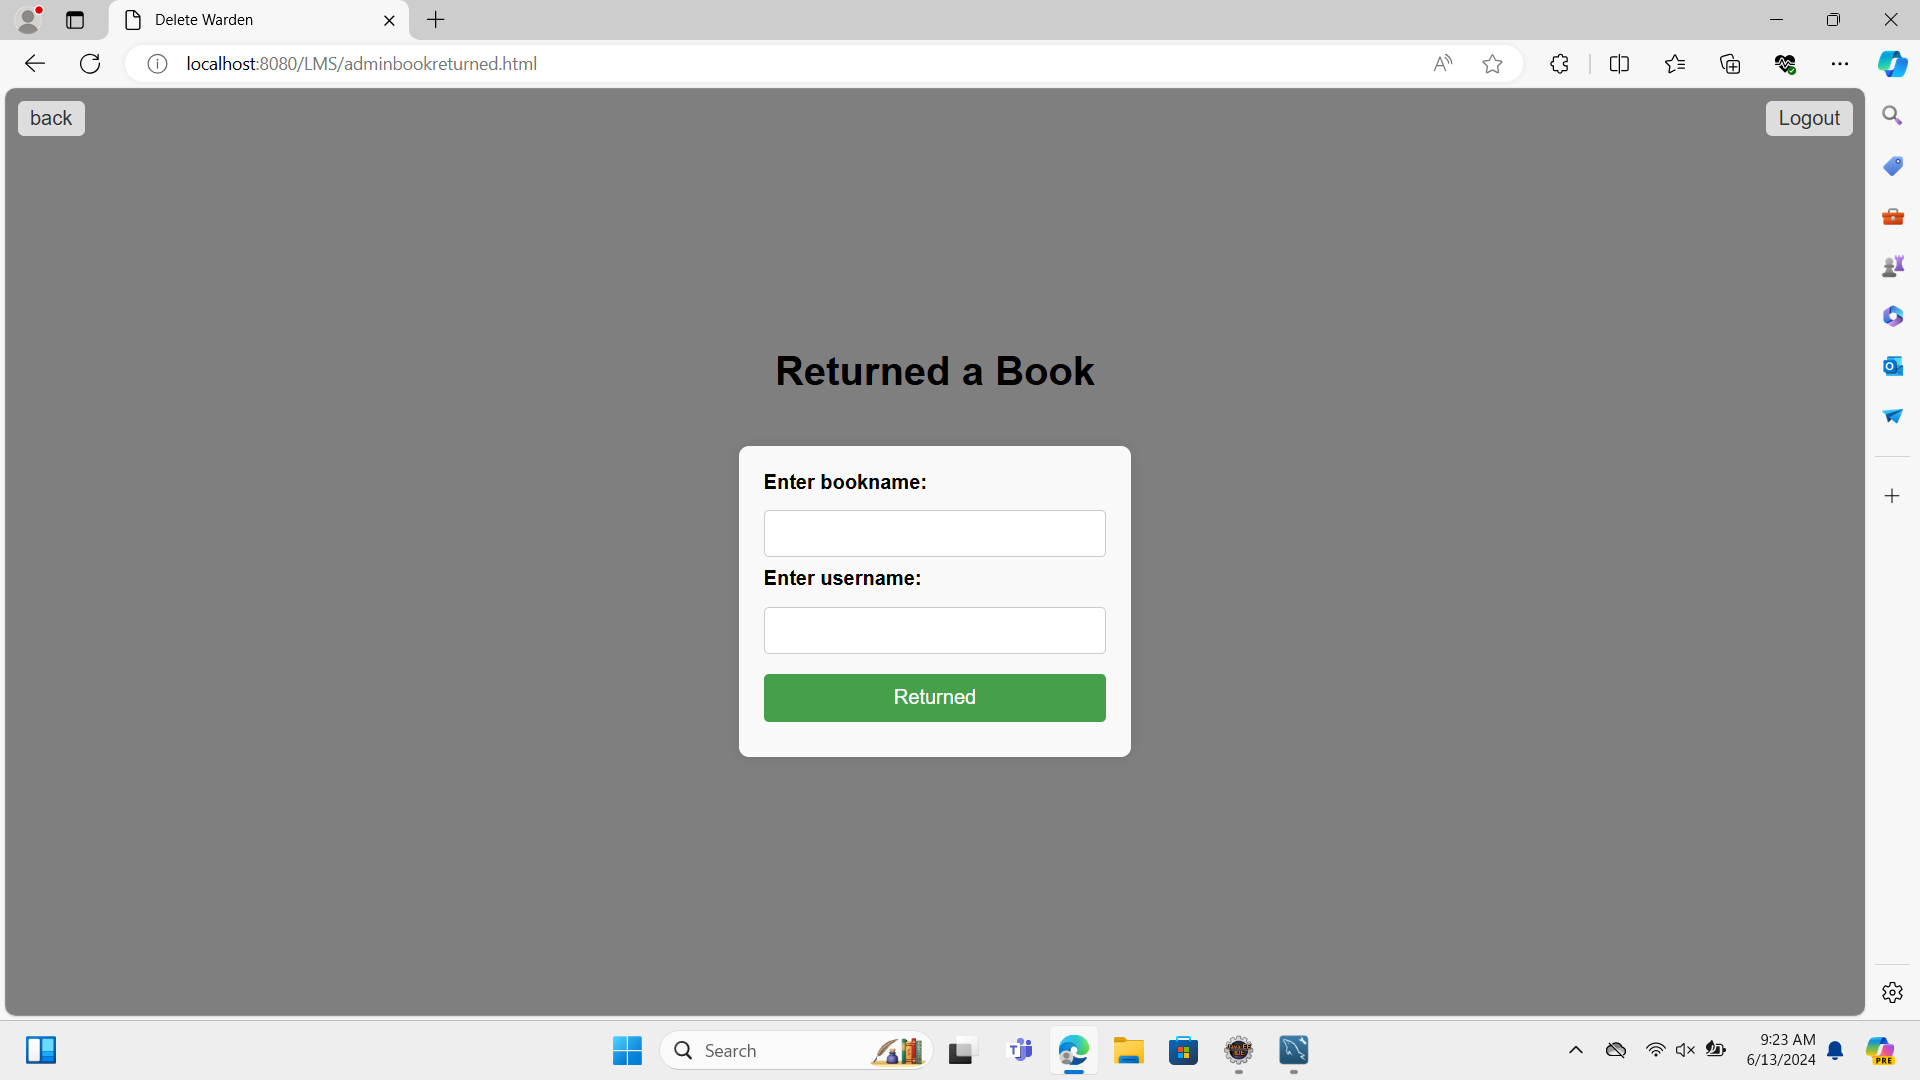 Delete Warden
localhost:8080/LMS/adminbookreturned.html
back
Logout
Returned a Book
Enter bookname:
Enter username:
Returned
Search
9:23 AM
6/13/2024
PRE